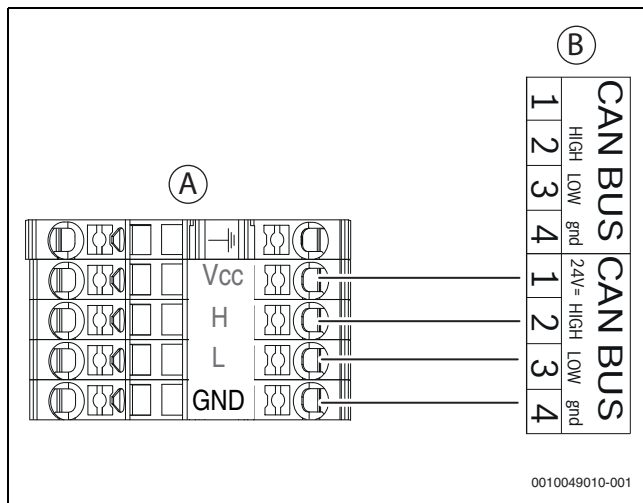 B
A
Vcc
H
L
GND
1 2 3 4 1 2 3 4
HIGH LOW gnd 24V= HIGH LOW gnd
CAN BUS CAN BUS
0010049010-001